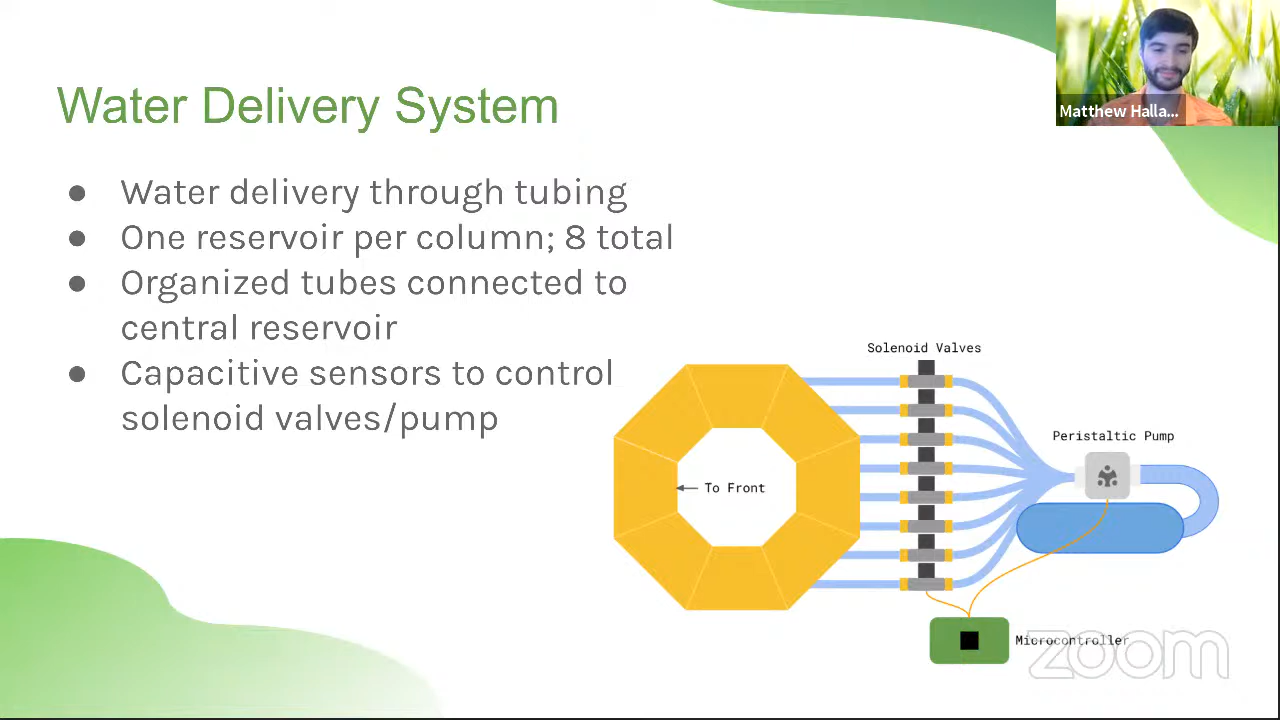 Matthew Halla...
Water Delivery System
● Water delivery through tubing
● One reservoir per column; 8 total
● Organized tubes connected to
central reservoir
● Capacitive sensors to control
solenoid valves/pump
Solenoid Valves
Peristaltic Pump
To Front
Microcontroller
zoom